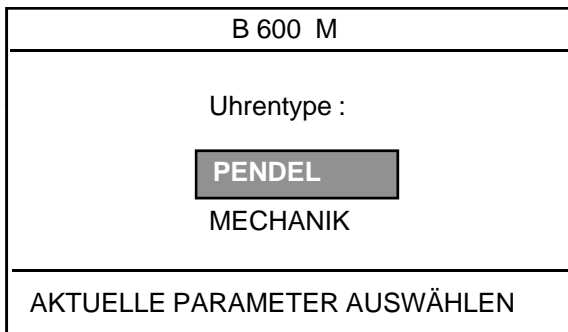 B 600 M
Uhrentype :
PENDEL
MECHANIK
AKTUELLE PARAMETER AUSWÄHLEN